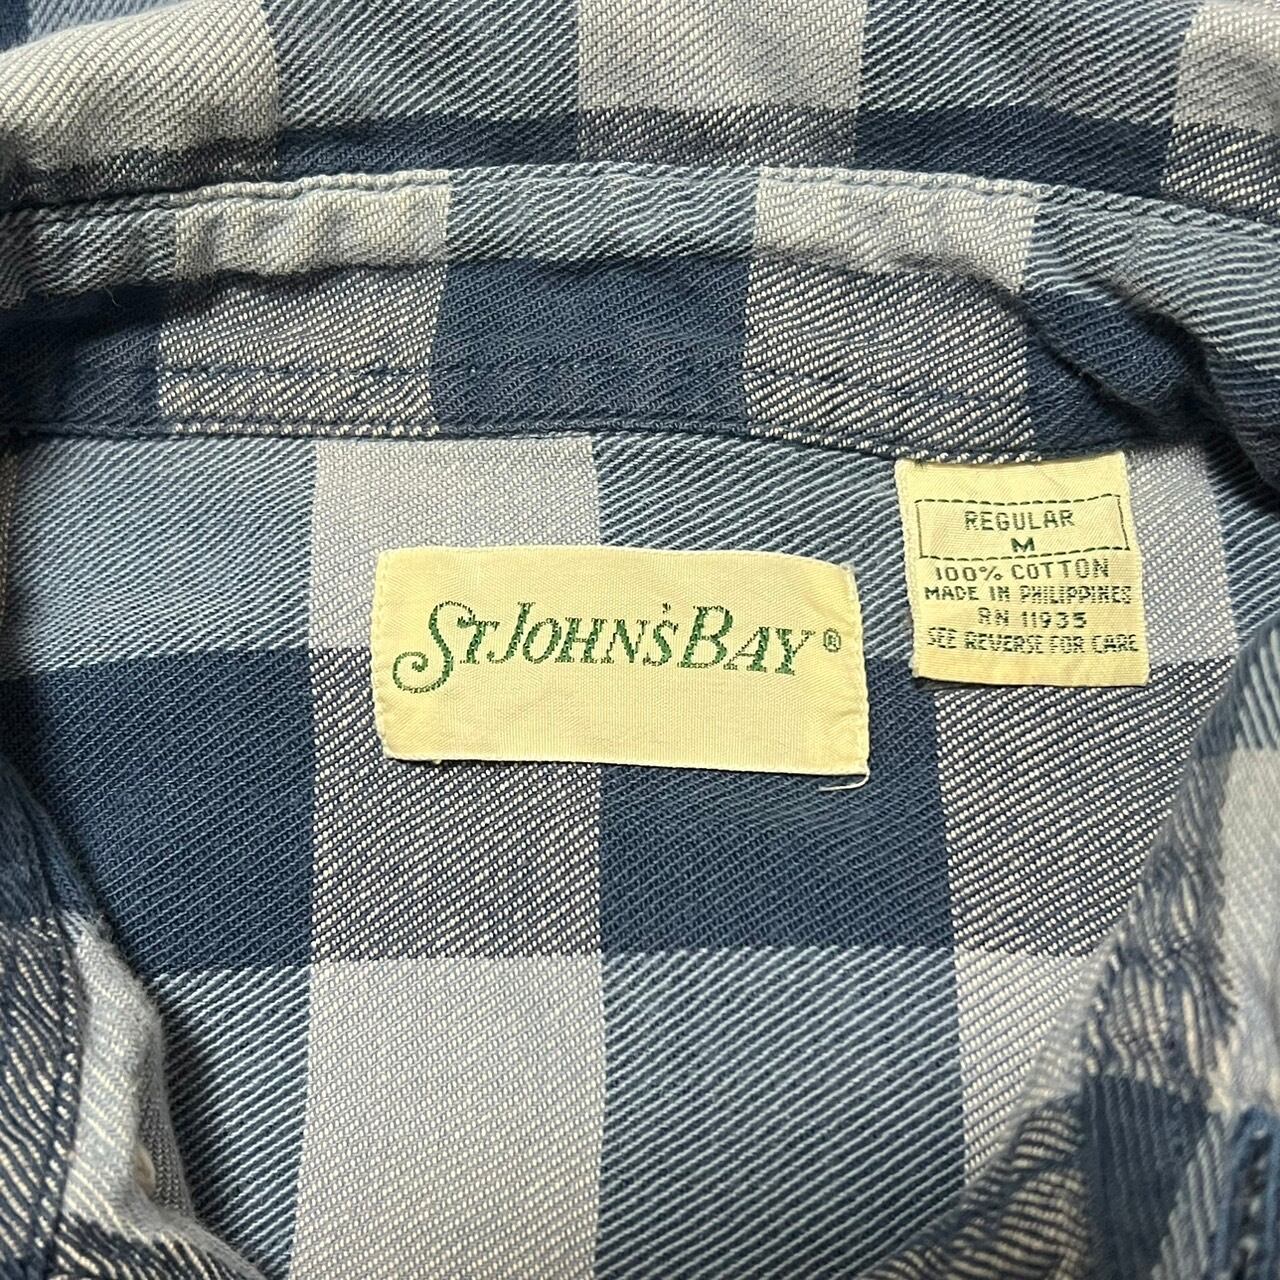 ST JOHN'S BAY®
REGULAR
M
100% COTTON
MADE IN PHILIPPINES
RN 11935
SEE REVERSE FOR CARE